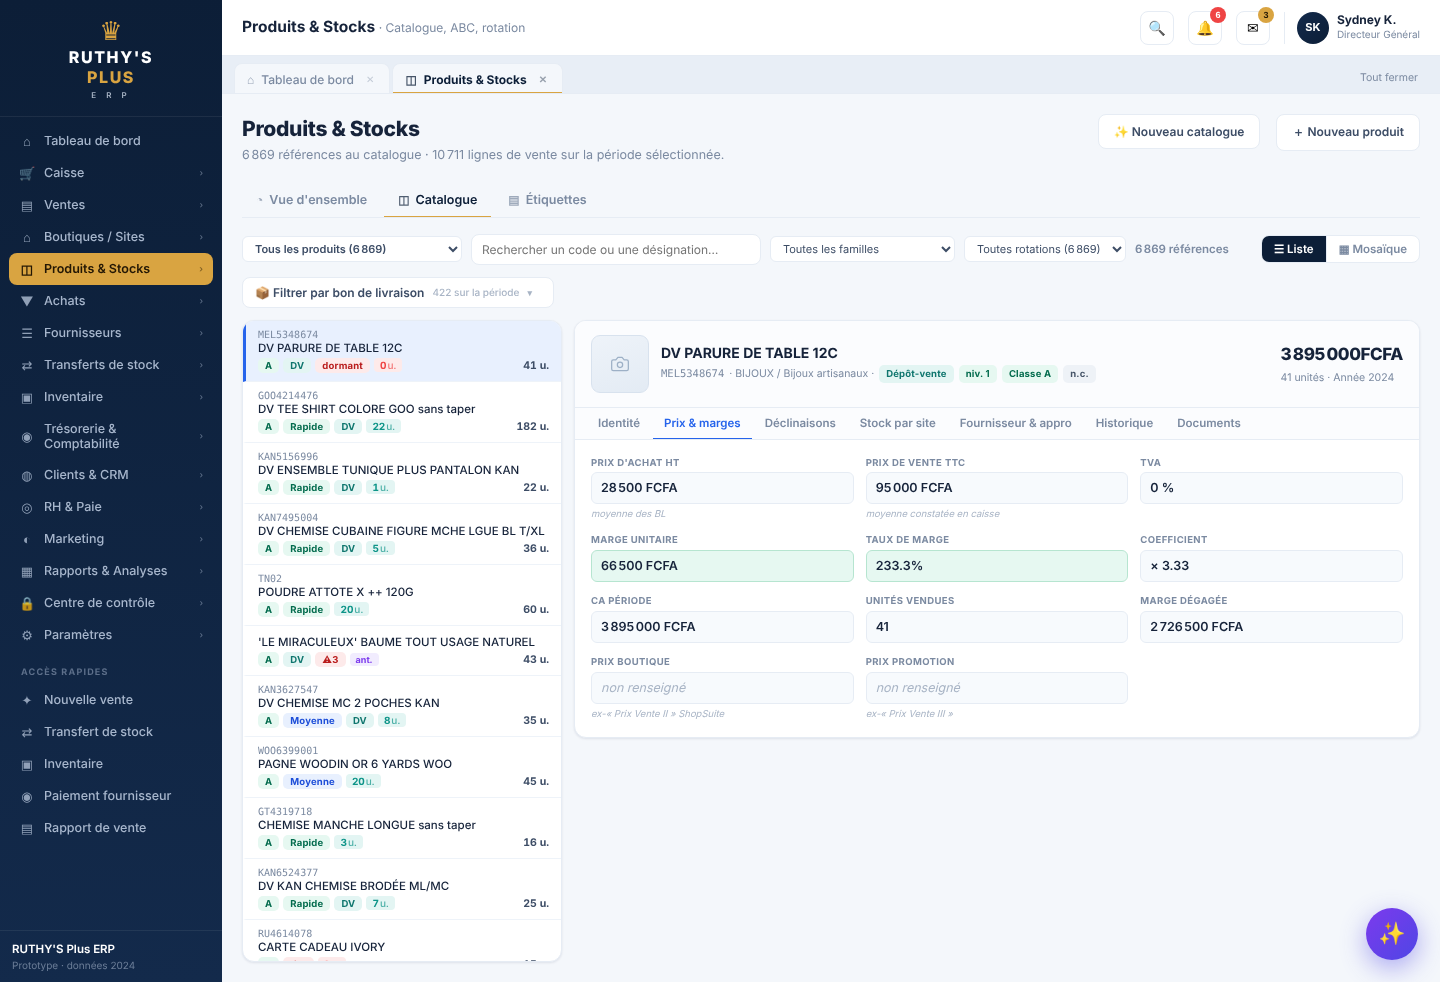 RUTHY'S
PLUS
ERP
Tableau de bord
Caisse
Ventes
Boutiques / Sites
Produits & Stocks
Achats
Fournisseurs
Transferts de stock
Inventaire
Trésorerie &
Comptabilité
Clients & CRM
RH & Paie
Marketing
Rapports & Analyses
Centre de contrôle
Paramètres
ACCÈS RAPIDES
Nouvelle vente
Transfert de stock
Inventaire
Paiement fournisseur
Rapport de vente
RUTHY'S Plus ERP
Prototype · données 2024
Produits & Stocks · Catalogue, ABC, rotation
6
3
SK
Sydney K.
Directeur Général
Tableau de bord ×
Produits & Stocks ×
Tout fermer
Produits & Stocks
6 869 références au catalogue · 10 711 lignes de vente sur la période sélectionnée.
✨ Nouveau catalogue
+ Nouveau produit
Vue d'ensemble
Catalogue
Étiquettes
Tous les produits (6 869)
Rechercher un code ou une désignation...
Toutes les familles
Toutes rotations (6 869)
6 869 références
☰ Liste
▦ Mosaïque
📦 Filtrer par bon de livraison 422 sur la période ▾
MEL5348674
DV PARURE DE TABLE 12C
A DV dormant 0 u. 41 u.
GOO4214476
DV TEE SHIRT COLORE GOO sans taper
A Rapide DV 22 u. 182 u.
KAN5156996
DV ENSEMBLE TUNIQUE PLUS PANTALON KAN
A Rapide DV 1 u. 22 u.
KAN7495004
DV CHEMISE CUBAINE FIGURE MCHE LGUE BL T/XL
A Rapide DV 5 u. 36 u.
TN02
POUDRE ATTOTE X ++ 120G
A Rapide 20 u. 60 u.
'LE MIRACULEUX' BAUME TOUT USAGE NATUREL
A DV ⚠3 ant. 43 u.
KAN3627547
DV CHEMISE MC 2 POCHES KAN
A Moyenne DV 8 u. 35 u.
WOO6399001
PAGNE WOODIN OR 6 YARDS WOO
A Moyenne 20 u. 45 u.
GT4319718
CHEMISE MANCHE LONGUE sans taper
A Rapide 3 u. 16 u.
KAN6524377
DV KAN CHEMISE BRODÉE ML/MC
A Rapide DV 7 u. 25 u.
RU4614078
CARTE CADEAU IVORY
DV PARURE DE TABLE 12C
MEL5348674 · BIJOUX / Bijoux artisanaux · Dépôt-vente niv. 1 Classe A n.c.
3 895 000FCFA
41 unités · Année 2024
Identité
Prix & marges
Déclinaisons
Stock par site
Fournisseur & appro
Historique
Documents
PRIX D'ACHAT HT
28 500 FCFA
moyenne des BL
PRIX DE VENTE TTC
95 000 FCFA
moyenne constatée en caisse
TVA
0 %
MARGE UNITAIRE
66 500 FCFA
TAUX DE MARGE
233.3%
COEFFICIENT
× 3.33
CA PÉRIODE
3 895 000 FCFA
UNITÉS VENDUES
41
MARGE DÉGAGÉE
2 726 500 FCFA
PRIX BOUTIQUE
non renseigné
ex-« Prix Vente II » ShopSuite
PRIX PROMOTION
non renseigné
ex-« Prix Vente III »